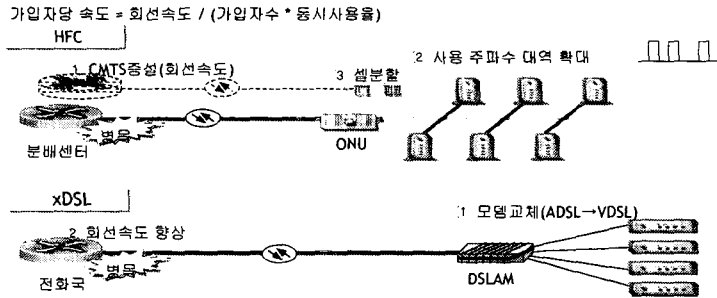 가입자당 속도 = 회선속도 / (가입자수 * 동시사용율)
HFC
1 CMTS증설(회선속도)
3 셀분할
2 사용 주파수 대역 확대
병목
분배센터
ONU
xDSL
1 모뎀교체(ADSL→VDSL)
2 회선속도 향상
병목
전화국
DSLAM